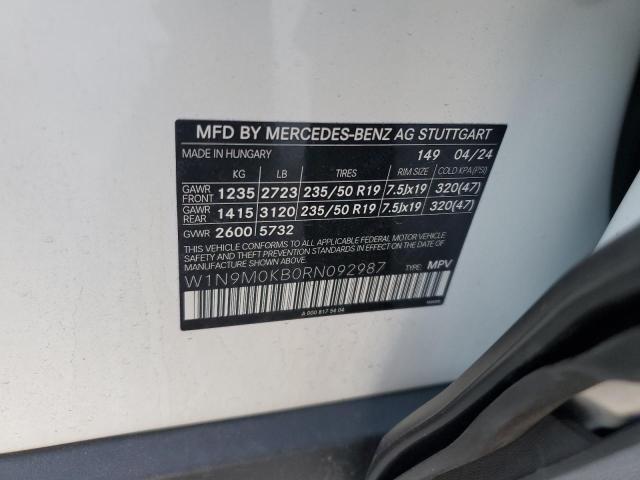 MFD BY MERCEDES-BENZ AG STUTTGART
MADE IN HUNGARY 149 04/24
KG LB TIRES RIM SIZE COLD KPA(PSI)
GAWR FRONT 1235 2723 235/50 R19 7.5Jx19 320(47)
GAWR REAR 1415 3120 235/50 R19 7.5Jx19 320(47)
GVWR 2600 5732
THIS VEHICLE CONFORMS TO ALL APPLICABLE FEDERAL MOTOR VEHICLE
SAFETY AND THEFT PREVENTION STANDARDS IN EFFECT ON THE DATE OF
MANUFACTURE SHOWN ABOVE.
W1N9M0KB0RN092987 TYPE: MPV
A 000 817 54 04